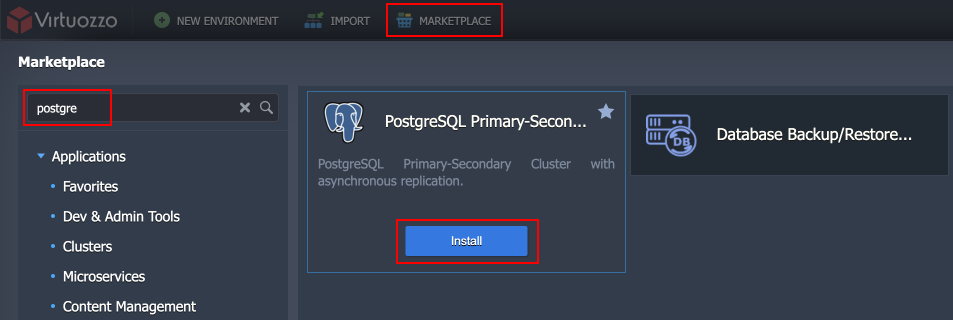 Virtuozzo NEW ENVIRONMENT IMPORT MARKETPLACE
Marketplace
postgre
Applications
Favorites
Dev & Admin Tools
Clusters
Microservices
Content Management
PostgreSQL Primary-Secon...
PostgreSQL Primary-Secondary Cluster with
asynchronous replication.
Install
DB
Database Backup/Restore...